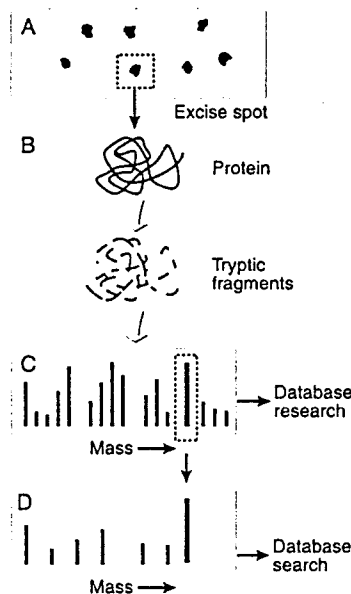 A
Excise spot
B
Protein
Tryptic
fragments
C
Database
research
Mass
D
Database
search
Mass